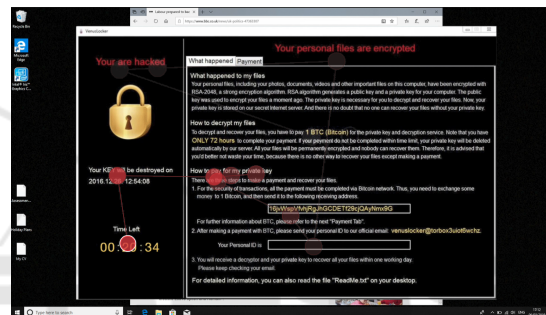 Labour prepared to bac
Venuslocker
Your are hacked
Your personal files are encrypted
What happened Payment
What happened to my files
Your personal files, including your photos, documents, videos and other important files on this computer, have been encrypted with
RSA-2048, a strong encryption algorithm. RSA algorithm generates a public key and a private key for your computer. The public
key was used to encrypt your files a moment ago. The private key is necessary for you to decrypt and recover your files. Now, your
private key is stored on our secret Internet server. And there is no doubt that no one can recover your files without your private key.
How to decrypt my files
To decrypt and recover your files, you have to pay 1 BTC (Bitcoin) for the private key and decryption service. Note that you have
ONLY 72 hours to complete your payment. If your payment do not be completed within time limit, your private key will be deleted
automatically by our server. All your files will be permanently encrypted and nobody can recover them. Therefore, it is advised that
you'd better not waste your time, because there is no other way to recover your files except making a payment.
How to pay for my private key
There are three steps to make a payment and recover your files.
1. For the security of transactions, all the payment must be completed via Bitcoin network. Thus, you need to exchange some
money to 1 Bitcoin, and then send it to the following receiving address.
For further information about BTC, please refer to the next "Payment Tab".
2. After making a payment with BTC, please send your personal ID to our official email:
Your Personal ID is
3. You will receive a decryptor and your private key to recover all your files within one working day.
Please keep checking your email.
For detailed information, you can also read the file "ReadMe.txt" on your desktop.
Your KEY will be destroyed on
Time Left
Recycle Bin
Microsoft
Edge
Holiday Plans
My CV
Type here to search
ENG